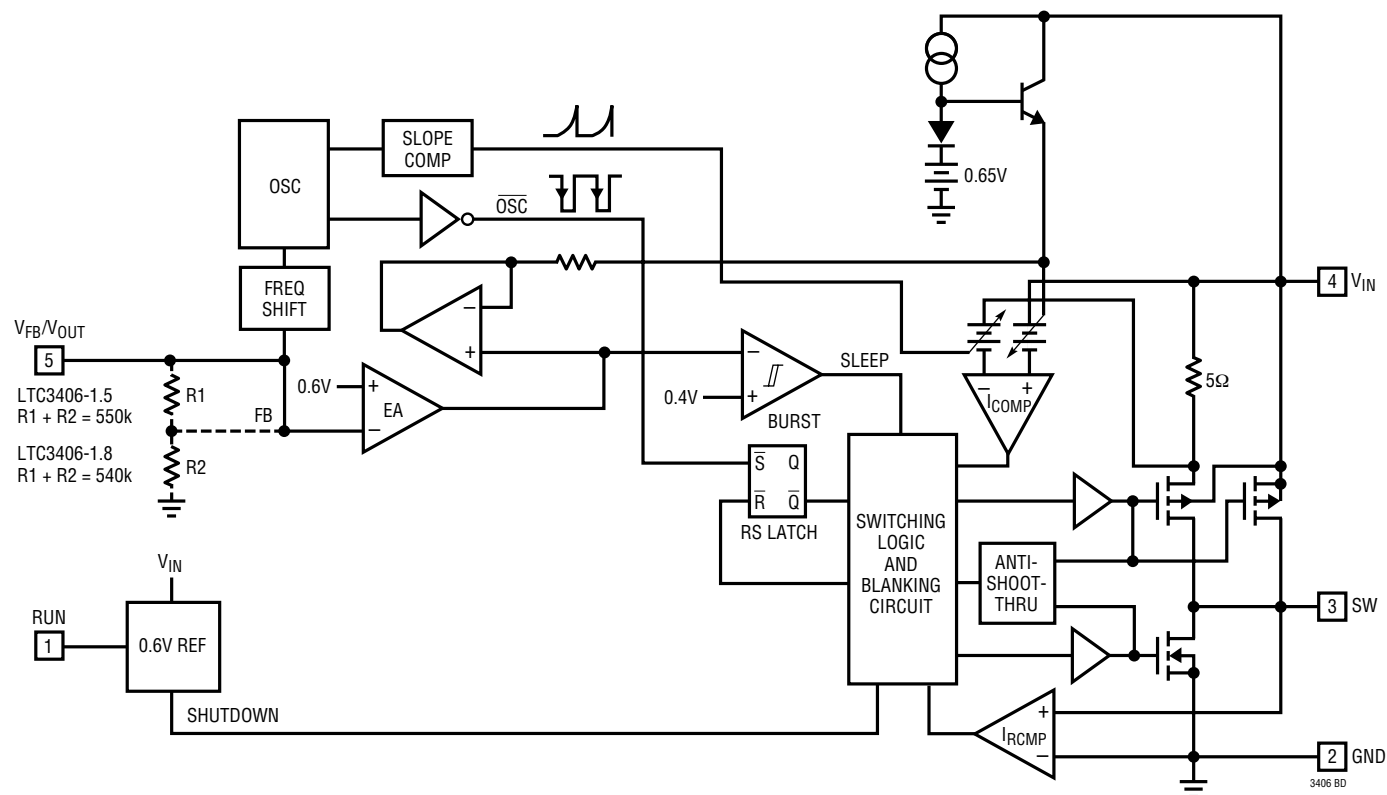 OSC
SLOPE
COMP
OSC
FREQ
SHIFT
0.65V
4
VIN
VFB/VOUT
5
LTC3406-1.5
R1 + R2 = 550k
LTC3406-1.8
R1 + R2 = 540k
R1
R2
FB
0.6V
+
−
EA
−
+
−
+
0.4V
BURST
SLEEP
−
+
ICOMP
5Ω
S Q
R Q
RS LATCH
SWITCHING
LOGIC
AND
BLANKING
CIRCUIT
ANTI-
SHOOT-
THRU
3
SW
VIN
RUN
1
0.6V REF
SHUTDOWN
+
−
IRCMP
2
GND
3406 BD